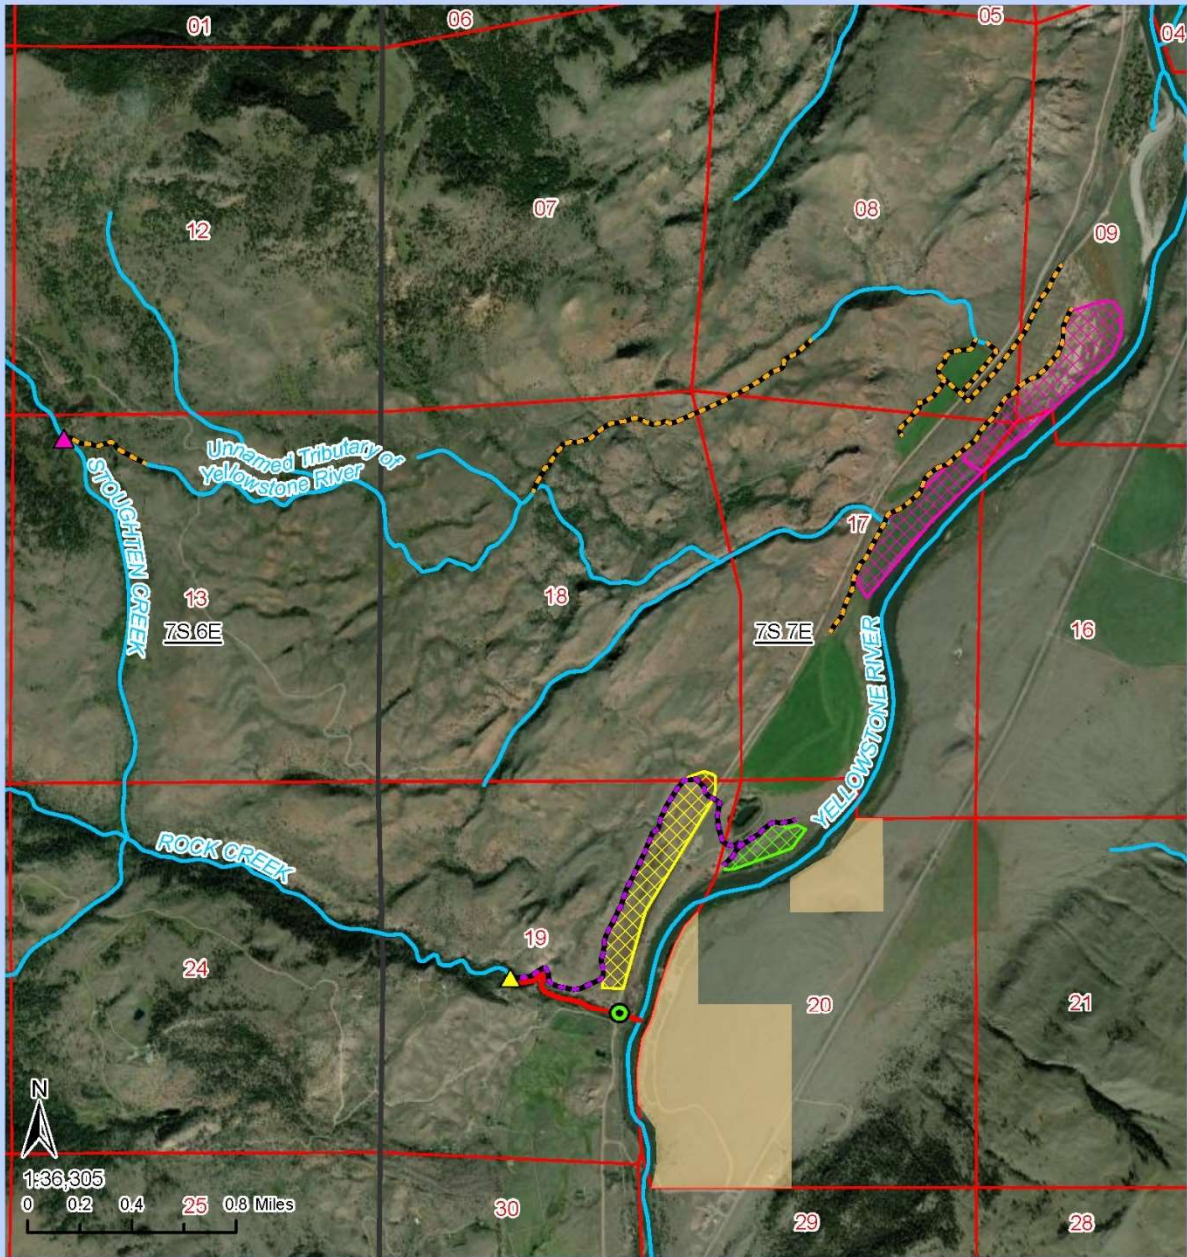 01
06
05
04
12
07
08
09
Unnamed Tributary of
Yellowstone River
STOUGHTEN CREEK
17
13
18
16
7S 6E
7S 7E
YELLOWSTONE RIVER
ROCK CREEK
19
24
20
21
N
1:36,305
0 0.2 0.4 0.8 Miles
25
30
29
28